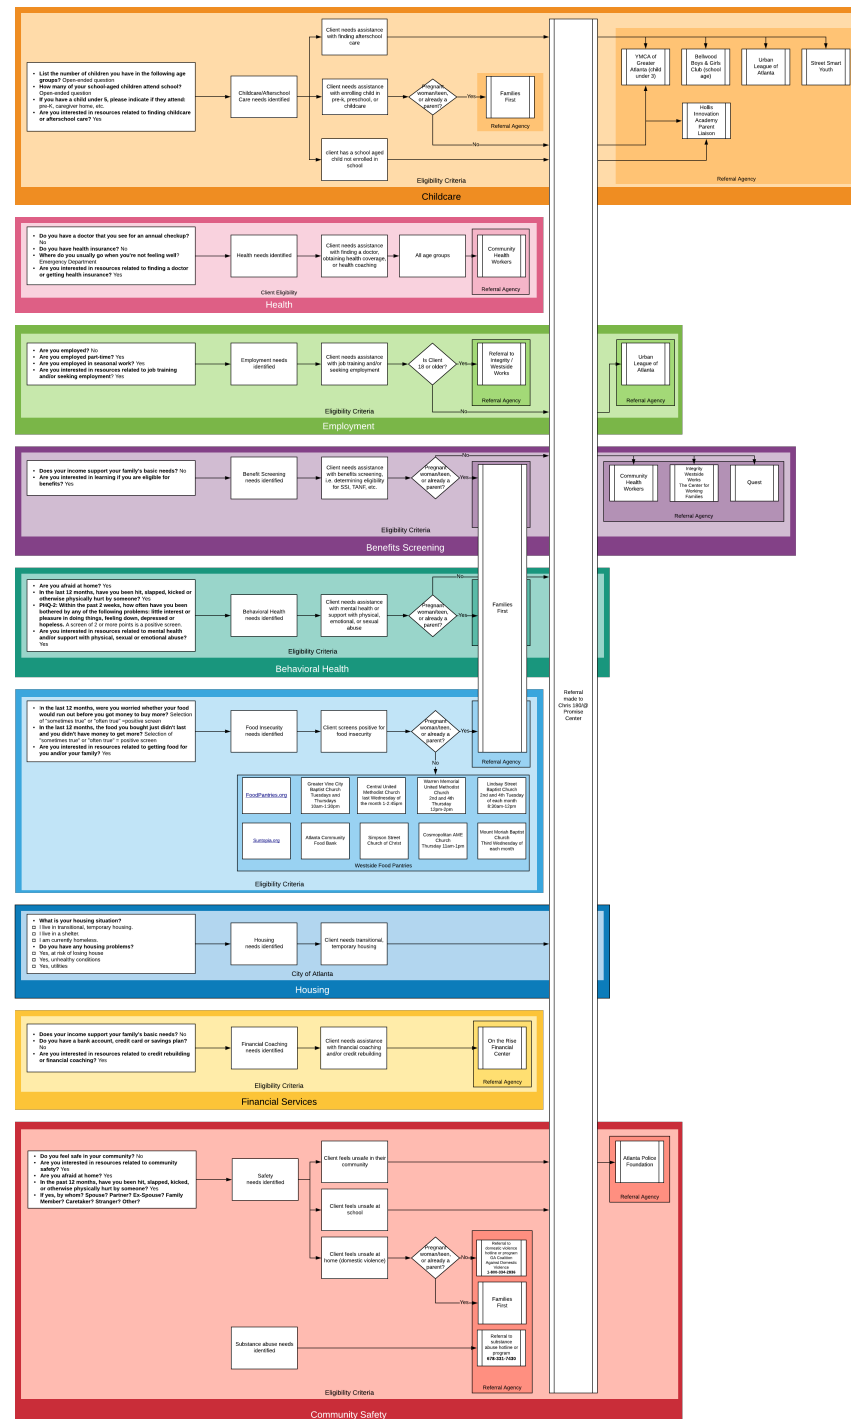 • List the number of children you have in the following age
groups? Open-ended question
• How many of your school-aged children attend school?
Open-ended question
• If you have a child under 5, please indicate if they attend:
pre-K, caregiver home, etc.
• Are you interested in resources related to finding childcare
or afterschool care? Yes
Childcare/Afterschool
Care needs identified
Client needs assistance
with finding afterschool
care
Client needs assistance
with enrolling child in
pre-k, preschool, or
childcare
client has a school aged
child not enrolled in
school
Pregnant
woman/teen,
or already a
parent?
Yes
No
Families
First
Referral Agency
YMCA of
Greater
Atlanta (child
under 3)
Bellwood
Boys & Girls
Club (school
age)
Urban
League of
Atlanta
Street Smart
Youth
Hollis
Innovation
Academy
Parent
Liaison
Referral Agency
Eligibility Criteria
Childcare
• Do you have a doctor that you see for an annual checkup?
No
• Do you have health insurance? No
• Where do you usually go when you're not feeling well?
Emergency Department
• Are you interested in resources related to finding a doctor
or getting health insurance? Yes
Health needs identified
Client needs assistance
with finding a doctor,
obtaining health coverage,
or health coaching
All age groups
Community
Health
Workers
Referral Agency
Client Eligibility
Health
• Are you employed? No
• Are you employed part-time? Yes
• Are you employed in seasonal work? Yes
• Are you interested in resources related to job training
and/or seeking employment? Yes
Employment needs
identified
Client needs assistance
with job training and/or
seeking employment
Is Client
18 or older?
Yes
No
Referral to
Integrity /
Westside
Works
Referral Agency
Urban
League of
Atlanta
Referral Agency
Eligibility Criteria
Employment
• Does your income support your family's basic needs? No
• Are you interested in learning if you are eligible for
benefits? Yes
Benefit Screening
needs identified
Client needs assistance
with benefits screening,
i.e. determining eligibility
for SSI, TANF, etc.
Pregnant
woman/teen,
or already a
parent?
No
Yes
Community
Health
Workers
Integrity
Westside
Works
The Center for
Working
Families
Quest
Referral Agency
Eligibility Criteria
Benefits Screening
• Are you afraid at home? Yes
• In the last 12 months, have you been hit, slapped, kicked or
otherwise physically hurt by someone? Yes
• PHQ-2: Within the past 2 weeks, how often have you been
bothered by any of the following problems: little interest or
pleasure in doing things, feeling down, depressed or
hopeless. A screen of 2 or more points is a positive screen.
• Are you interested in resources related to mental health
and/or support with physical, sexual or emotional abuse?
Yes
Behavioral Health
needs identified
Client needs assistance
with mental health or
support with physical,
emotional, or sexual
abuse
Pregnant
woman/teen,
or already a
parent?
No
Yes
Families
First
Eligibility Criteria
Behavioral Health
Referral
made to
Chris 180/@
Promise
Center
• In the last 12 months, were you worried whether your food
would run out before you got money to buy more? Selection
of "sometimes true" or "often true" =positive screen
• In the last 12 months, the food you bought just didn't last
and you didn't have money to get more? Selection of
"sometimes true" or "often true" = positive screen
• Are you interested in resources related to getting food for
you and/or your family? Yes
Food Insecurity
needs identified
Client screens positive for
food insecurity
Pregnant
woman/teen,
or already a
parent?
Yes
No
Referral Agency
FoodPantries.org
Greater Vine City
Baptist Church
Tuesdays and
Thursdays
10am-1:30pm
Central United
Methodist Church
last Wednesday of
the month 1-2:45pm
Warren Memorial
United Methodist
Church
2nd and 4th
Thursday
12pm-2pm
Lindsay Street
Baptist Church
2nd and 4th Tuesday
of each month
8:30am-12pm
Suntopia.org
Atlanta Community
Food Bank
Simpson Street
Church of Christ
Cosmopolitan AME
Church
Thursday 11am-1pm
Mount Moriah Baptist
Church
Third Wednesday of
each month
Westside Food Pantries
Eligibility Criteria
• What is your housing situation?
I live in transitional, temporary housing.
I live in a shelter.
I am currently homeless.
• Do you have any housing problems?
Yes, at risk of losing house
Yes, unhealthy conditions
Yes, utilities
Housing
needs identified
Client needs transitional,
temporary housing
City of Atlanta
Housing
• Does your income support your family's basic needs? No
• Do you have a bank account, credit card or savings plan?
No
• Are you interested in resources related to credit rebuilding
or financial coaching? Yes
Financial Coaching
needs identified
Client needs assistance
with financial coaching
and/or credit rebuilding
On the Rise
Financial
Center
Referral Agency
Eligibility Criteria
Financial Services
• Do you feel safe in your community? No
• Are you interested in resources related to community
safety? Yes
• Are you afraid at home? Yes
• In the past 12 months, have you been hit, slapped, kicked,
or otherwise physically hurt by someone? Yes
• If yes, by whom? Spouse? Partner? Ex-Spouse? Family
Member? Caretaker? Stranger? Other?
Safety
needs identified
Client feels unsafe in their
community
Client feels unsafe at
school
Client feels unsafe at
home (domestic violence)
Pregnant
woman/teen,
or already a
parent?
No
Yes
Referral to
domestic violence
hotline or program
GA Coalition
Against Domestic
Violence
1-800-334-2836
Families
First
Substance abuse needs
identified
Referral to
substance
abuse hotline or
program
678-331-7430
Referral Agency
Atlanta Police
Foundation
Referral Agency
Eligibility Criteria
Community Safety